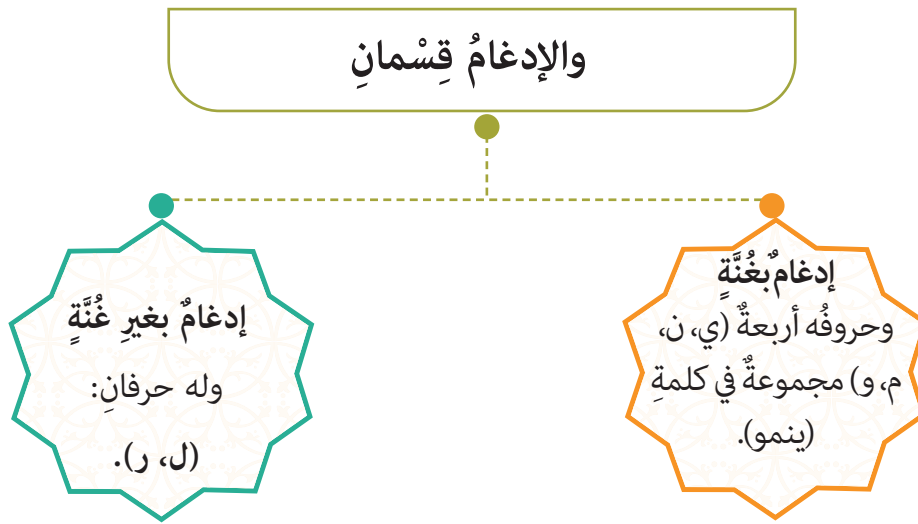 والإدغامُ قِسْمانِ
إدغامٌ بغُنَّةٍ
وحروفُه أربعةٌ (ي، ن،
م، و) مجموعةٌ في كلمةِ
(ينمو).
إدغامٌ بغيرِ غُنَّةٍ
وله حرفانِ:
(ل، ر).